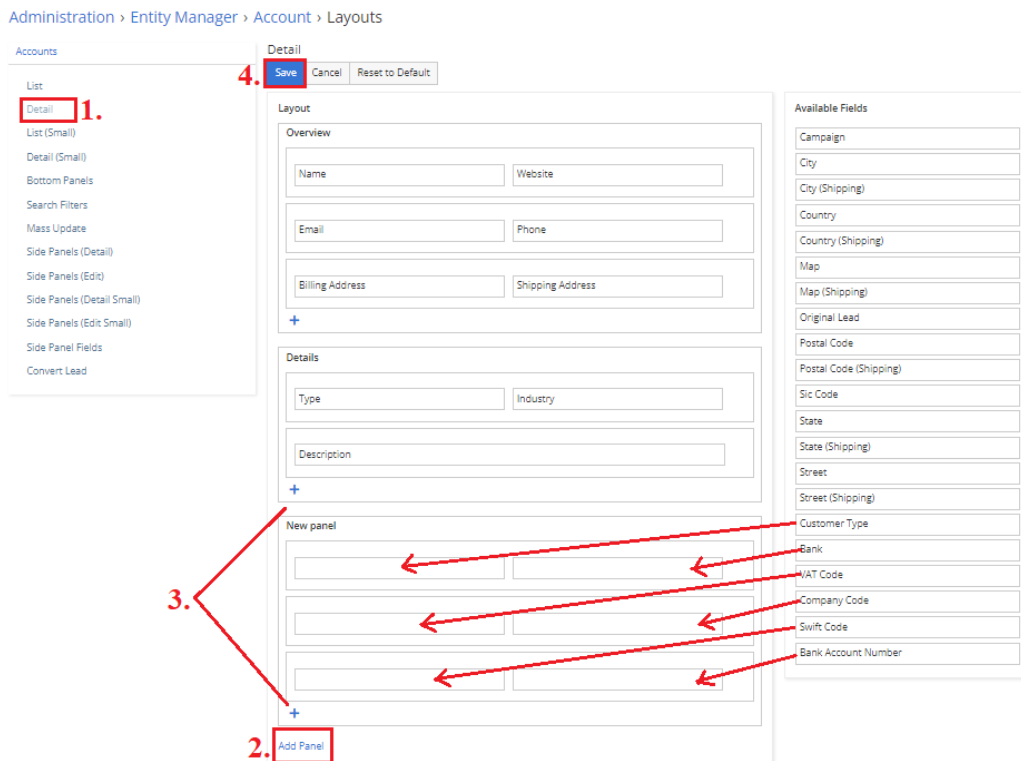 Administration › Entity Manager › Account › Layouts
Accounts
List
Detail
1.
List (Small)
Detail (Small)
Bottom Panels
Search Filters
Mass Update
Side Panels (Detail)
Side Panels (Edit)
Side Panels (Detail Small)
Side Panels (Edit Small)
Side Panel Fields
Convert Lead
Detail
4.
Save Cancel Reset to Default
Layout
Overview
Name Website
Email Phone
Billing Address Shipping Address
+
Details
Type Industry
Description
+
3.
New panel
+
2.
Add Panel
Available Fields
Campaign
City
City (Shipping)
Country
Country (Shipping)
Map
Map (Shipping)
Original Lead
Postal Code
Postal Code (Shipping)
Sic Code
State
State (Shipping)
Street
Street (Shipping)
Customer Type
Bank
VAT Code
Company Code
Swift Code
Bank Account Number